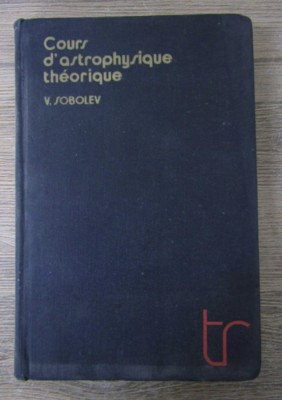 Cours
d'astrophysique
théorique
V. SOBOLEV
tr